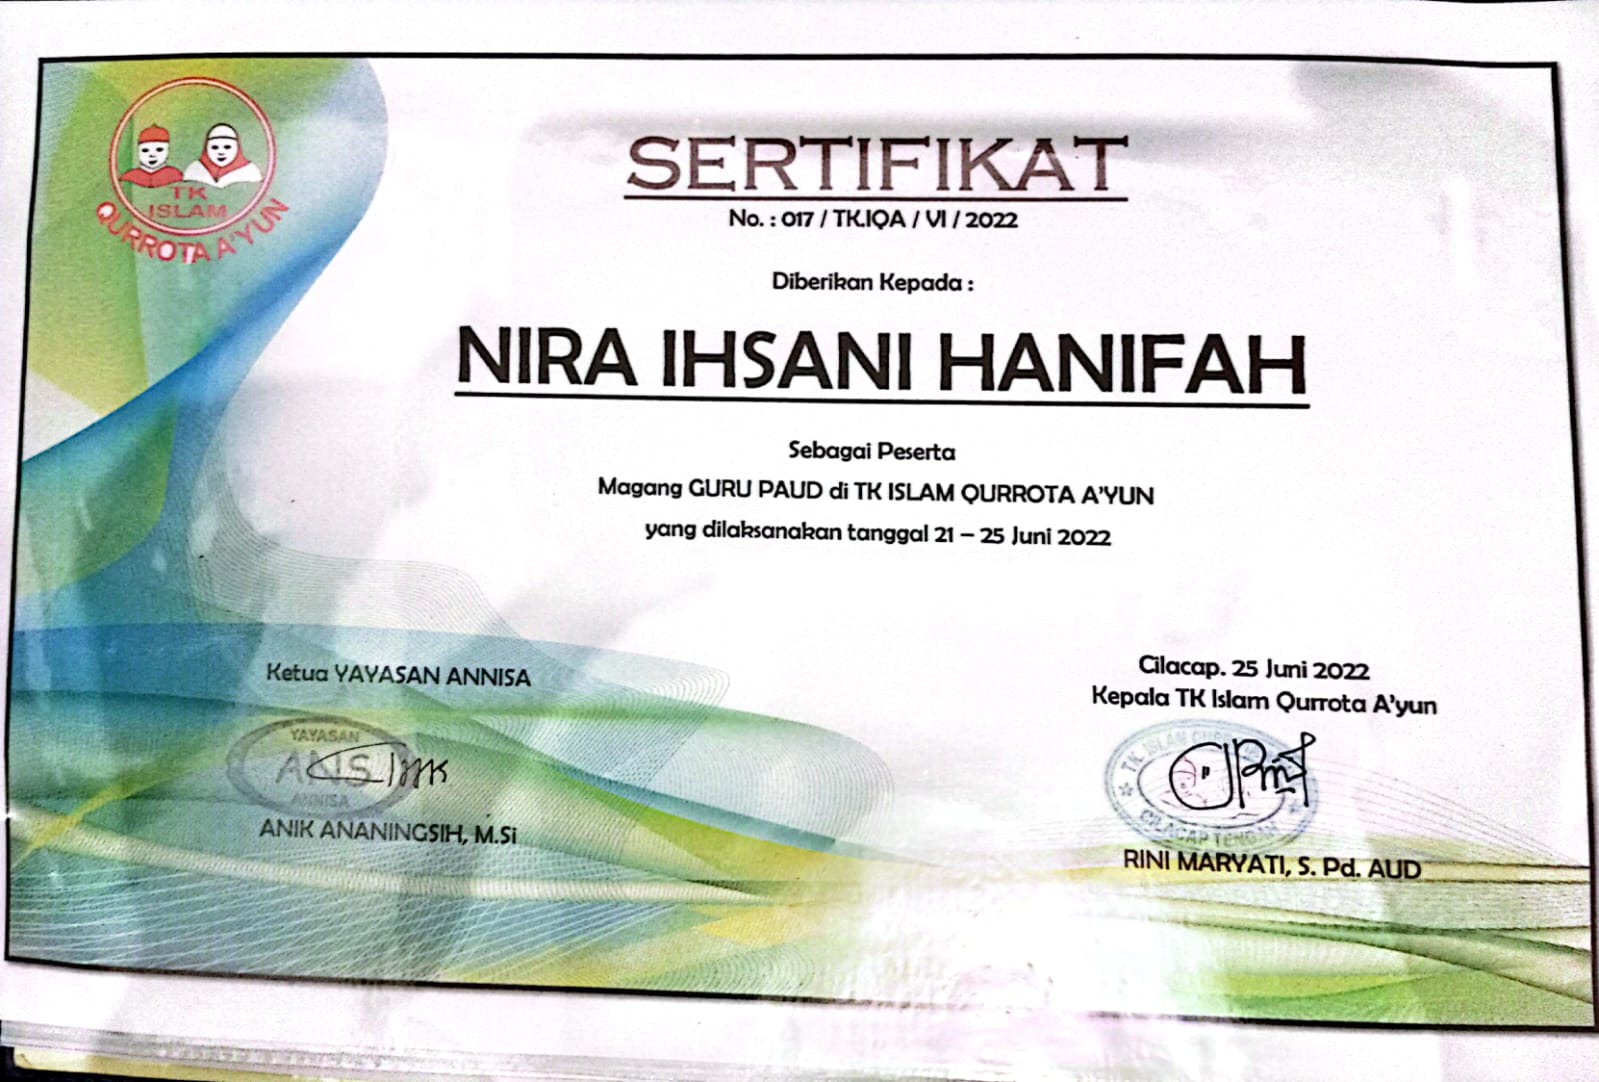 TK
ISLAM
QURROTA A'YUN
SERTIFIKAT
No. : 017 / TK.IQA / VI / 2022
Diberikan Kepada :
NIRA IHSANI HANIFAH
Sebagai Peserta
Magang GURU PAUD di TK ISLAM QURROTA A'YUN
yang dilaksanakan tanggal 21 – 25 Juni 2022
Ketua YAYASAN ANNISA
YAYASAN
ANS
ANNISA
ANIK ANANINGSIH, M.Si
Cilacap. 25 Juni 2022
Kepala TK Islam Qurrota A'yun
TK. ISLAM
CILACAP TENGAH
RINI MARYATI, S. Pd. AUD